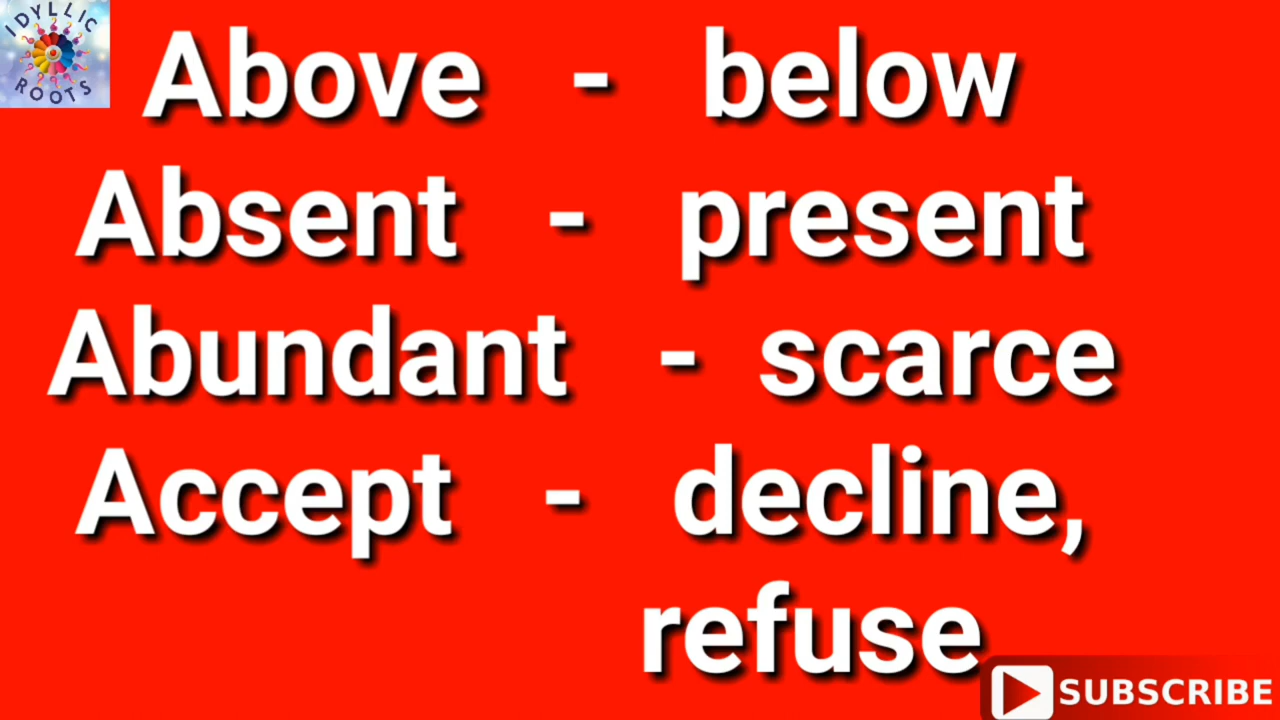 IDYLLIC
ROOTS
Above - below
Absent - present
Abundant - scarce
Accept - decline,
refuse
SUBSCRIBE